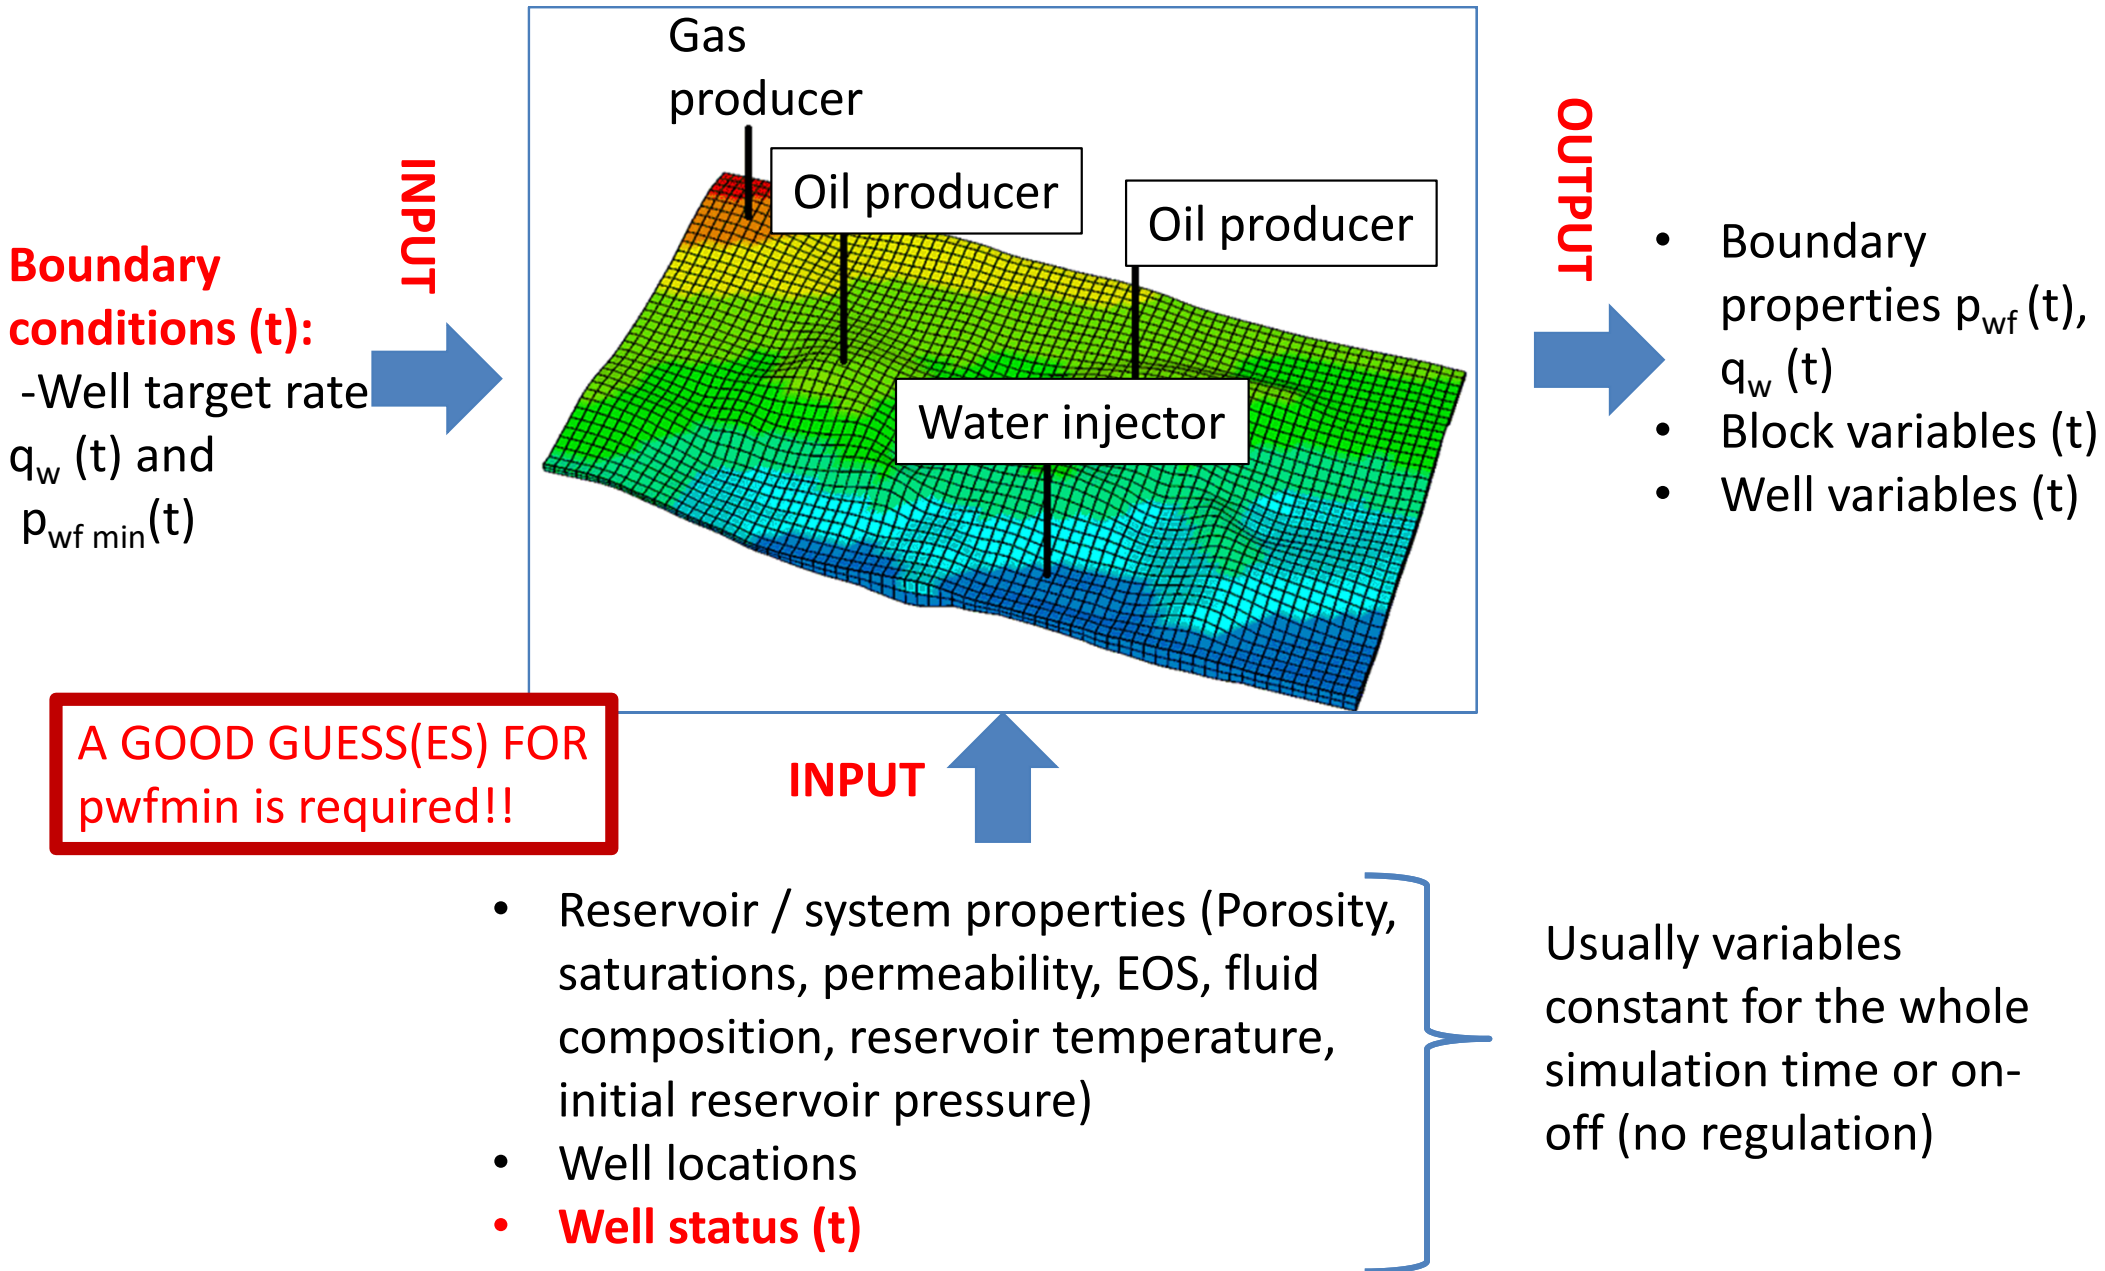 Gas
producer
Oil producer
Oil producer
Water injector
INPUT
Boundary
conditions (t):
-Well target rate
qw (t) and
pwf min(t)
OUTPUT
• Boundary
properties pwf (t),
qw (t)
• Block variables (t)
• Well variables (t)
A GOOD GUESS(ES) FOR
pwfmin is required!!
INPUT
• Reservoir / system properties (Porosity,
saturations, permeability, EOS, fluid
composition, reservoir temperature,
initial reservoir pressure)
• Well locations
• Well status (t)
Usually variables
constant for the whole
simulation time or on-
off (no regulation)